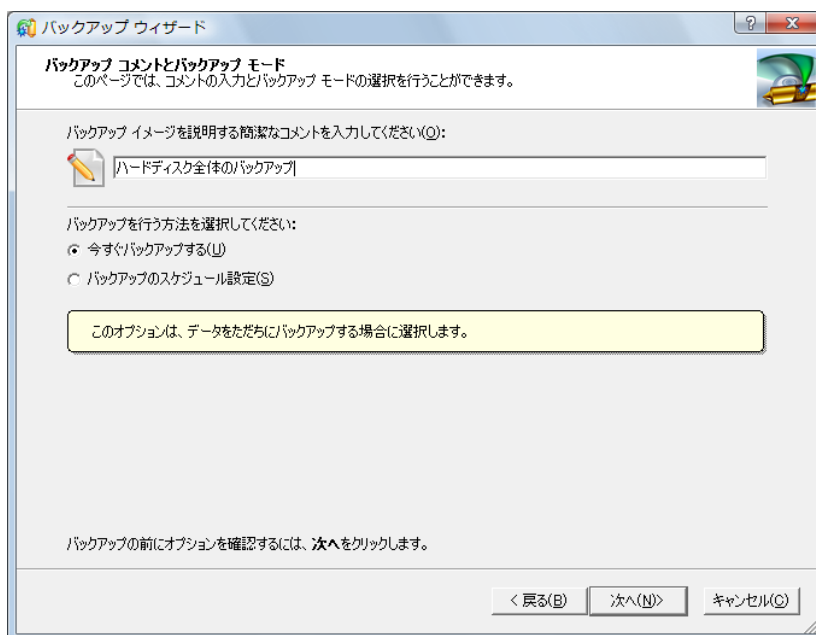 バックアップ ウィザード
バックアップ コメントとバックアップ モード
このページでは、コメントの入力とバックアップ モードの選択を行うことができます。
バックアップ イメージを説明する簡潔なコメントを入力してください(O):
ハードディスク全体のバックアップ
バックアップを行う方法を選択してください:
今すぐバックアップする(U)
バックアップのスケジュール設定(S)
このオプションは、データをただちにバックアップする場合に選択します。
バックアップの前にオプションを確認するには、次へをクリックします。
< 戻る(B) 次へ(N)> キャンセル(C)